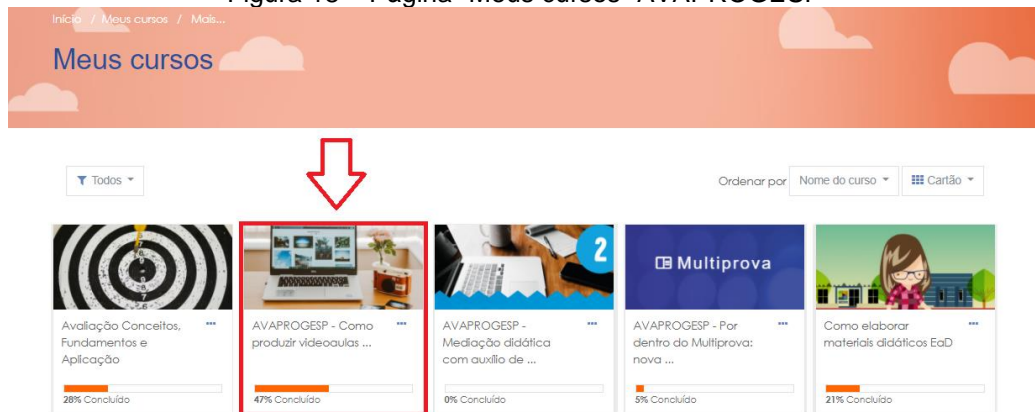 Figura 18 – Página "Meus cursos" AVAPROGESP
Início / Meus cursos / Mais...
Meus cursos
Todos
Ordenar por Nome do curso Cartão
2
Multiprova
Avaliação Conceitos, ...
Fundamentos e
Aplicação
28% Concluído
AVAPROGESP - Como ...
produzir videoaulas ...
47% Concluído
AVAPROGESP - ...
Mediação didática
com auxílio de ...
0% Concluído
AVAPROGESP - Por ...
dentro do Multiprova:
nova ...
5% Concluído
Como elaborar ...
materiais didáticos EaD
21% Concluído